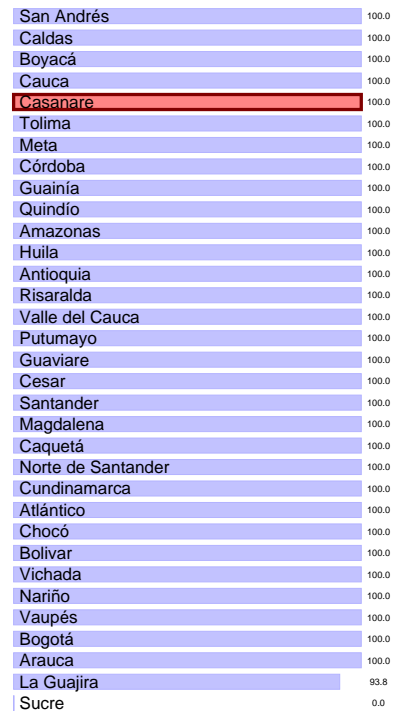 San Andrés 100.0
Caldas 100.0
Boyacá 100.0
Cauca 100.0
Casanare 100.0
Tolima 100.0
Meta 100.0
Córdoba 100.0
Guainía 100.0
Quindío 100.0
Amazonas 100.0
Huila 100.0
Antioquia 100.0
Risaralda 100.0
Valle del Cauca 100.0
Putumayo 100.0
Guaviare 100.0
Cesar 100.0
Santander 100.0
Magdalena 100.0
Caquetá 100.0
Norte de Santander 100.0
Cundinamarca 100.0
Atlántico 100.0
Chocó 100.0
Bolivar 100.0
Vichada 100.0
Nariño 100.0
Vaupés 100.0
Bogotá 100.0
Arauca 100.0
La Guajira 93.8
Sucre 0.0